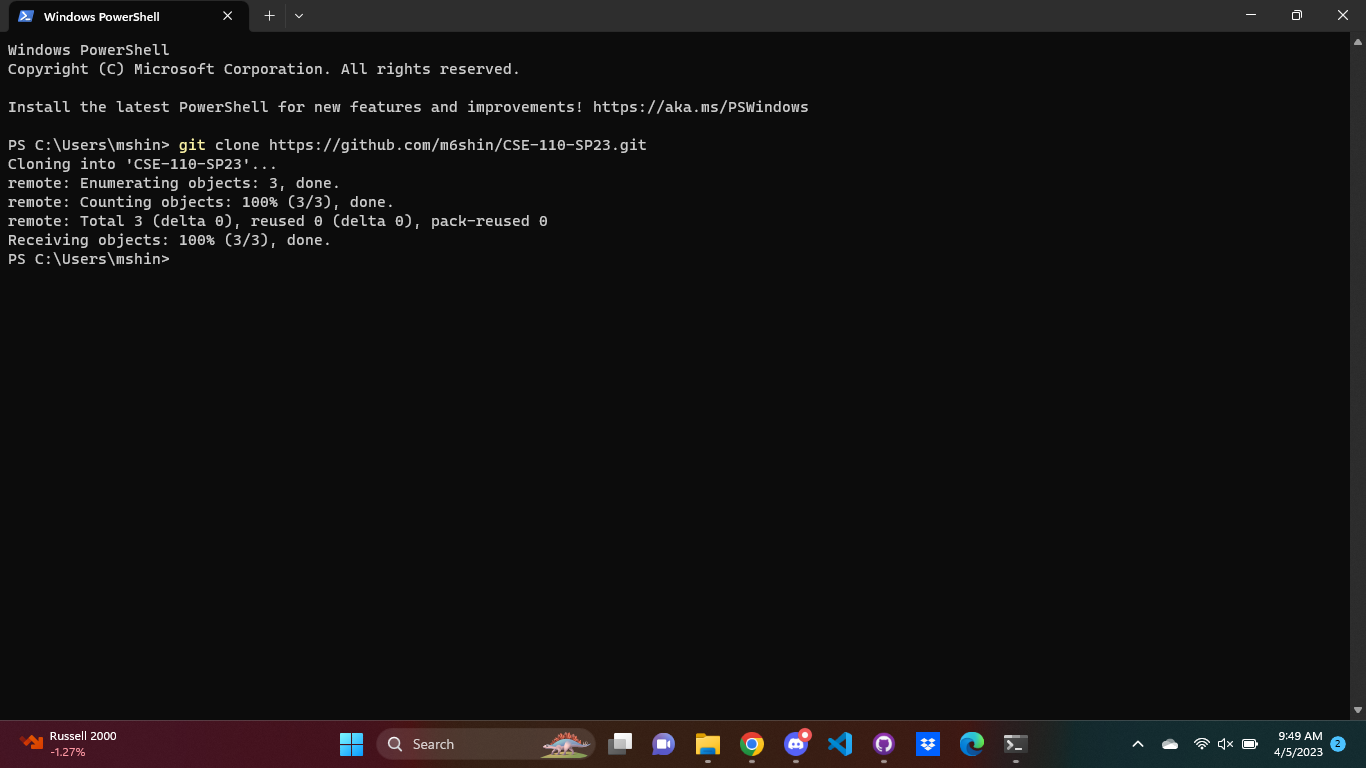 Windows PowerShell
Windows PowerShell
Copyright (C) Microsoft Corporation. All rights reserved.
Install the latest PowerShell for new features and improvements! https://aka.ms/PSWindows
PS C:\Users\mshin> git clone https://github.com/m6shin/CSE-110-SP23.git
Cloning into 'CSE-110-SP23'...
remote: Enumerating objects: 3, done.
remote: Counting objects: 100% (3/3), done.
remote: Total 3 (delta 0), reused 0 (delta 0), pack-reused 0
Receiving objects: 100% (3/3), done.
PS C:\Users\mshin>
Russell 2000
-1.27%
Search
9:49 AM
4/5/2023
2